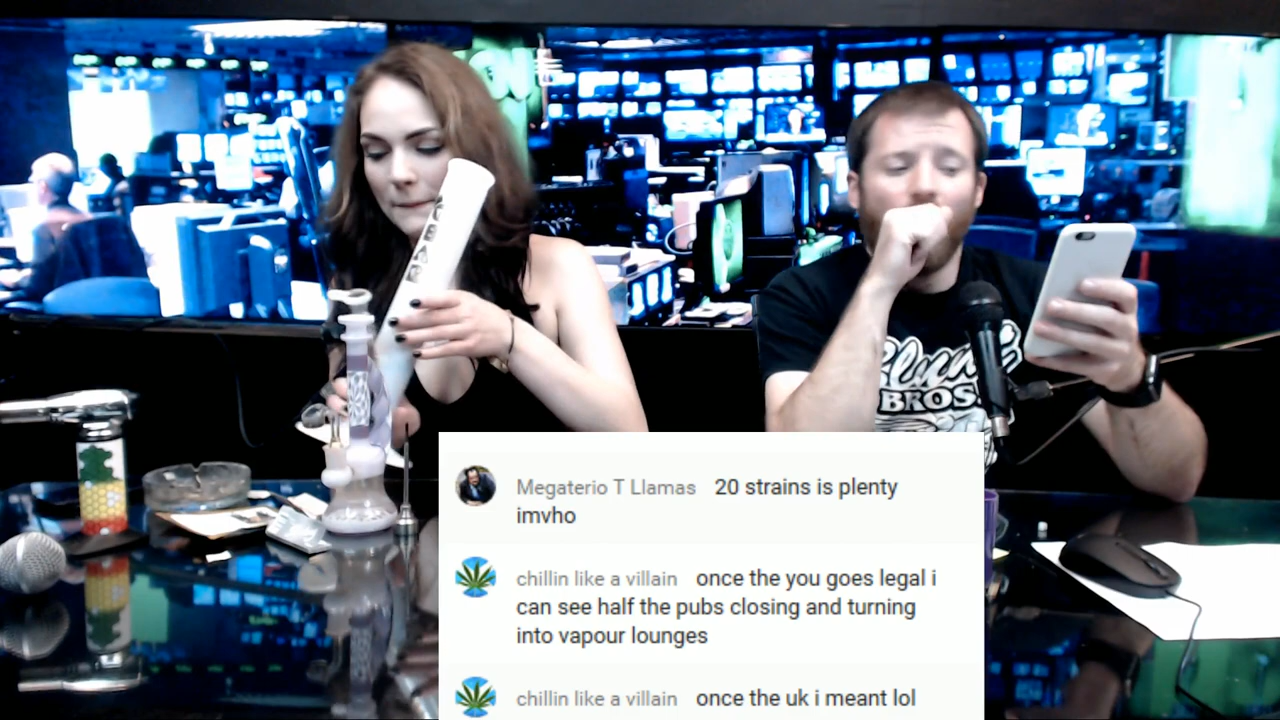 BROS
Megaterio T Llamas 20 strains is plenty
imvho
chillin like a villain once the you goes legal i
can see half the pubs closing and turning
into vapour lounges
chillin like a villain once the uk i meant lol